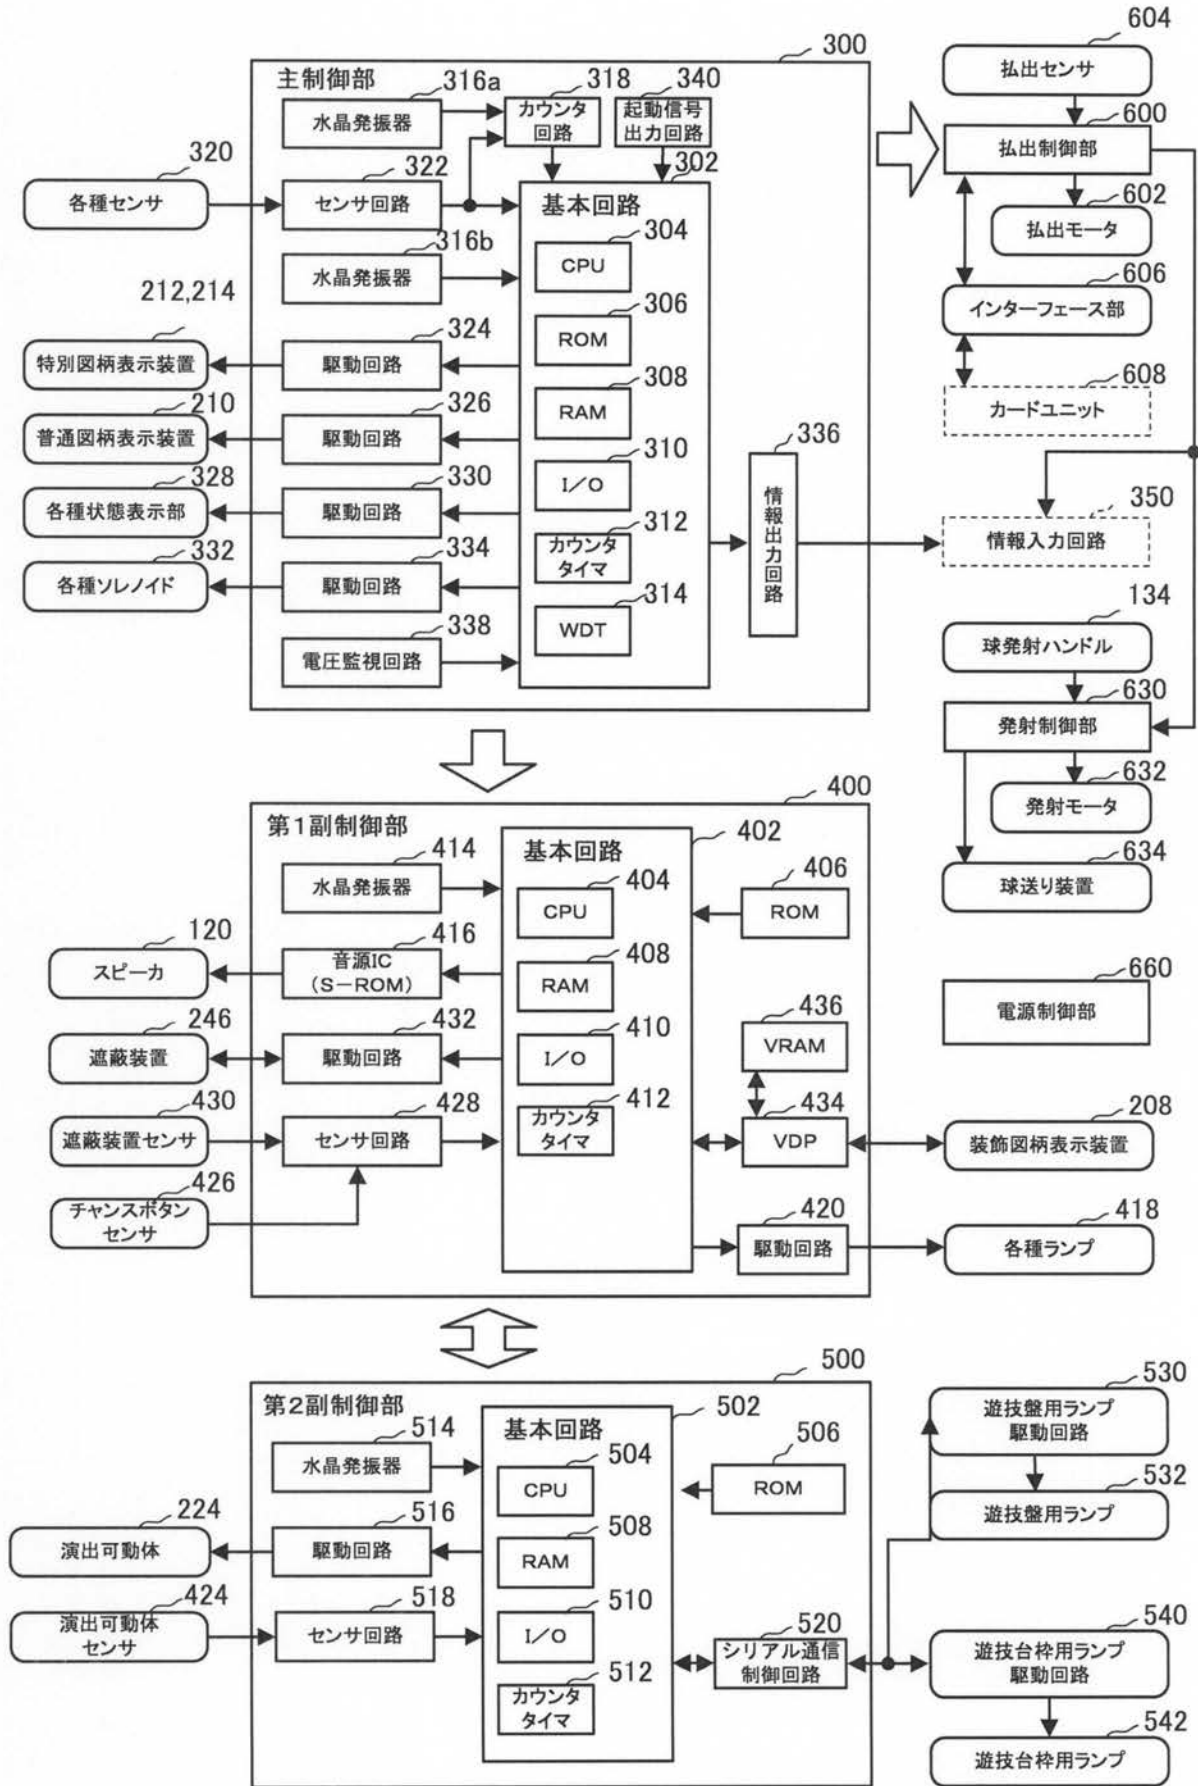 300
主制御部
316a
水晶発振器
318
カウンタ
回路
340
起動信号
出力回路
320
各種センサ
322
センサ回路
302
基本回路
316b
水晶発振器
304
CPU
306
ROM
308
RAM
310
I/O
312
カウンタ
タイマ
314
WDT
212,214
特別図柄表示装置
324
駆動回路
210
普通図柄表示装置
326
駆動回路
328
各種状態表示部
330
駆動回路
332
各種ソレノイド
334
駆動回路
338
電圧監視回路
336
情報出力回路
604
払出センサ
600
払出制御部
602
払出モータ
606
インターフェース部
608
カードユニット
350
情報入力回路
134
球発射ハンドル
630
発射制御部
632
発射モータ
634
球送り装置
660
電源制御部
400
第1副制御部
414
水晶発振器
402
基本回路
404
CPU
406
ROM
408
RAM
410
I/O
412
カウンタ
タイマ
120
スピーカ
416
音源IC
(S-ROM)
246
遮蔽装置
432
駆動回路
430
遮蔽装置センサ
428
センサ回路
426
チャンスボタン
センサ
436
VRAM
434
VDP
208
装飾図柄表示装置
420
駆動回路
418
各種ランプ
500
第2副制御部
514
水晶発振器
502
基本回路
504
CPU
506
ROM
508
RAM
510
I/O
512
カウンタ
タイマ
224
演出可動体
516
駆動回路
424
演出可動体
センサ
518
センサ回路
520
シリアル通信
制御回路
530
遊技盤用ランプ
駆動回路
532
遊技盤用ランプ
540
遊技台枠用ランプ
駆動回路
542
遊技台枠用ランプ